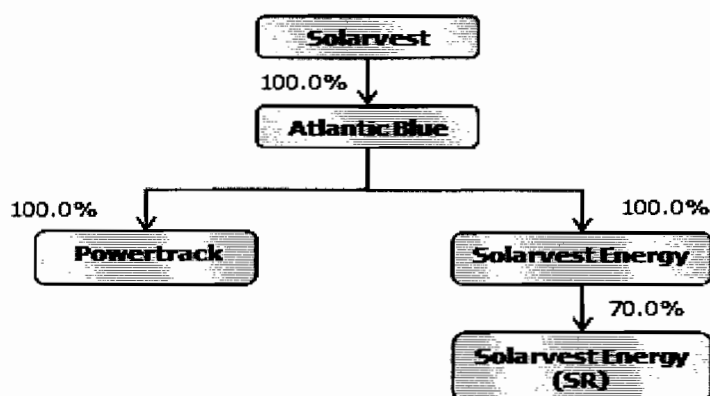 Solarvest
100.0%
Atlantic Blue
100.0%
100.0%
Powertrack
Solarvest Energy
70.0%
Solarvest Energy
(SR)